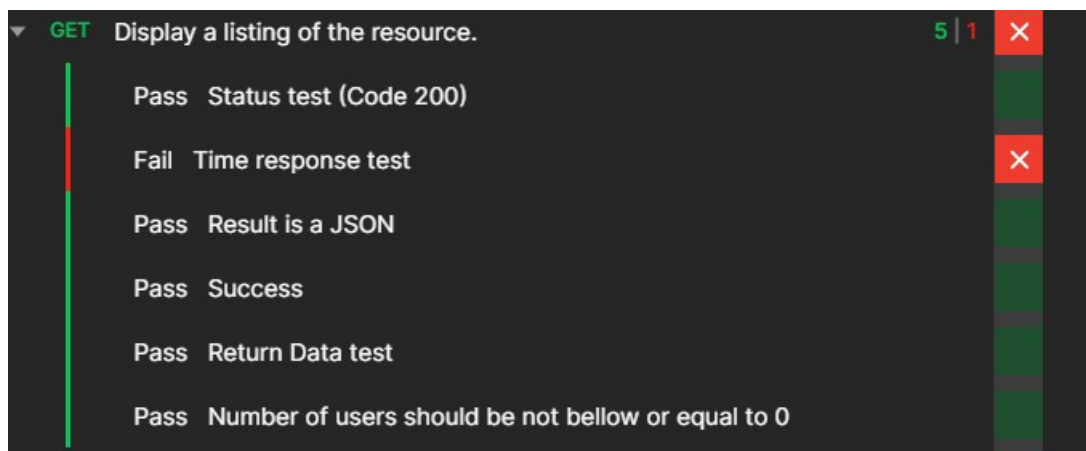 GET Display a listing of the resource. 5 | 1
Pass Status test (Code 200)
Fail Time response test
Pass Result is a JSON
Pass Success
Pass Return Data test
Pass Number of users should be not bellow or equal to 0